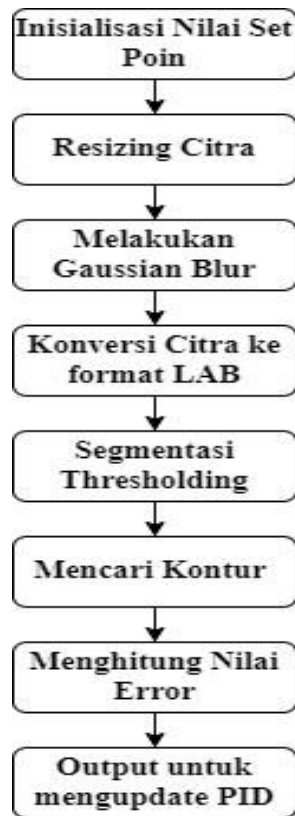 Inisialisasi Nilai Set
Poin
Resizing Citra
Melakukan
Gaussian Blur
Konversi Citra ke
format LAB
Segmentasi
Thresholding
Mencari Kontur
Menghitung Nilai
Error
Output untuk
mengupdate PID